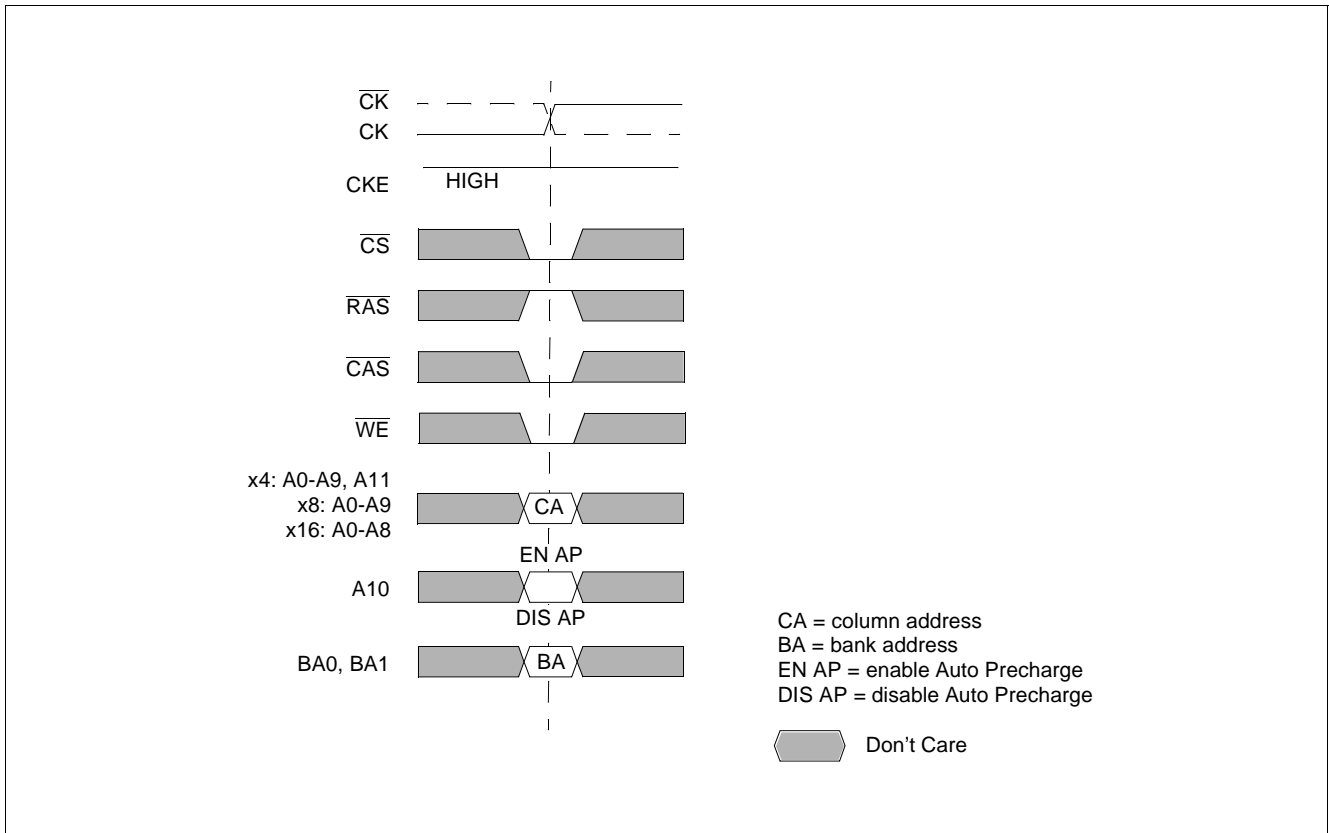 CK
CK
CKE
HIGH
CS
RAS
CAS
WE
x4: A0-A9, A11
x8: A0-A9
x16: A0-A8
CA
EN AP
A10
DIS AP
BA0, BA1
BA
CA = column address
BA = bank address
EN AP = enable Auto Precharge
DIS AP = disable Auto Precharge
Don't Care